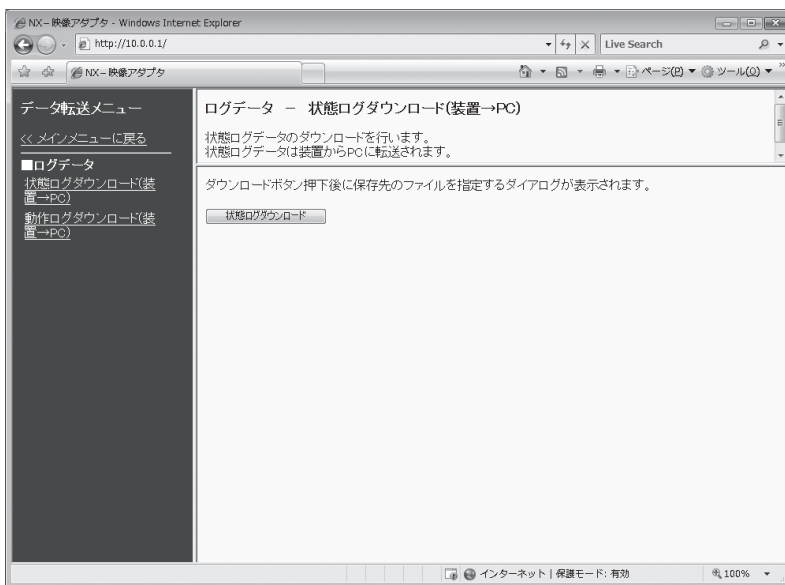 NX-映像アダプタ - Windows Internet Explorer
http://10.0.0.1/
Live Search
NX-映像アダプタ
ページ(P)
ツール(O)
データ転送メニュー
<< メインメニューに戻る
■ログデータ
状態ログダウンロード(装
置→PC)
動作ログダウンロード(装
置→PC)
ログデータ － 状態ログダウンロード(装置→PC)
状態ログデータのダウンロードを行います。
状態ログデータは装置からPCに転送されます。
ダウンロードボタン押下後に保存先のファイルを指定するダイアログが表示されます。
状態ログダウンロード
インターネット | 保護モード: 有効
100%